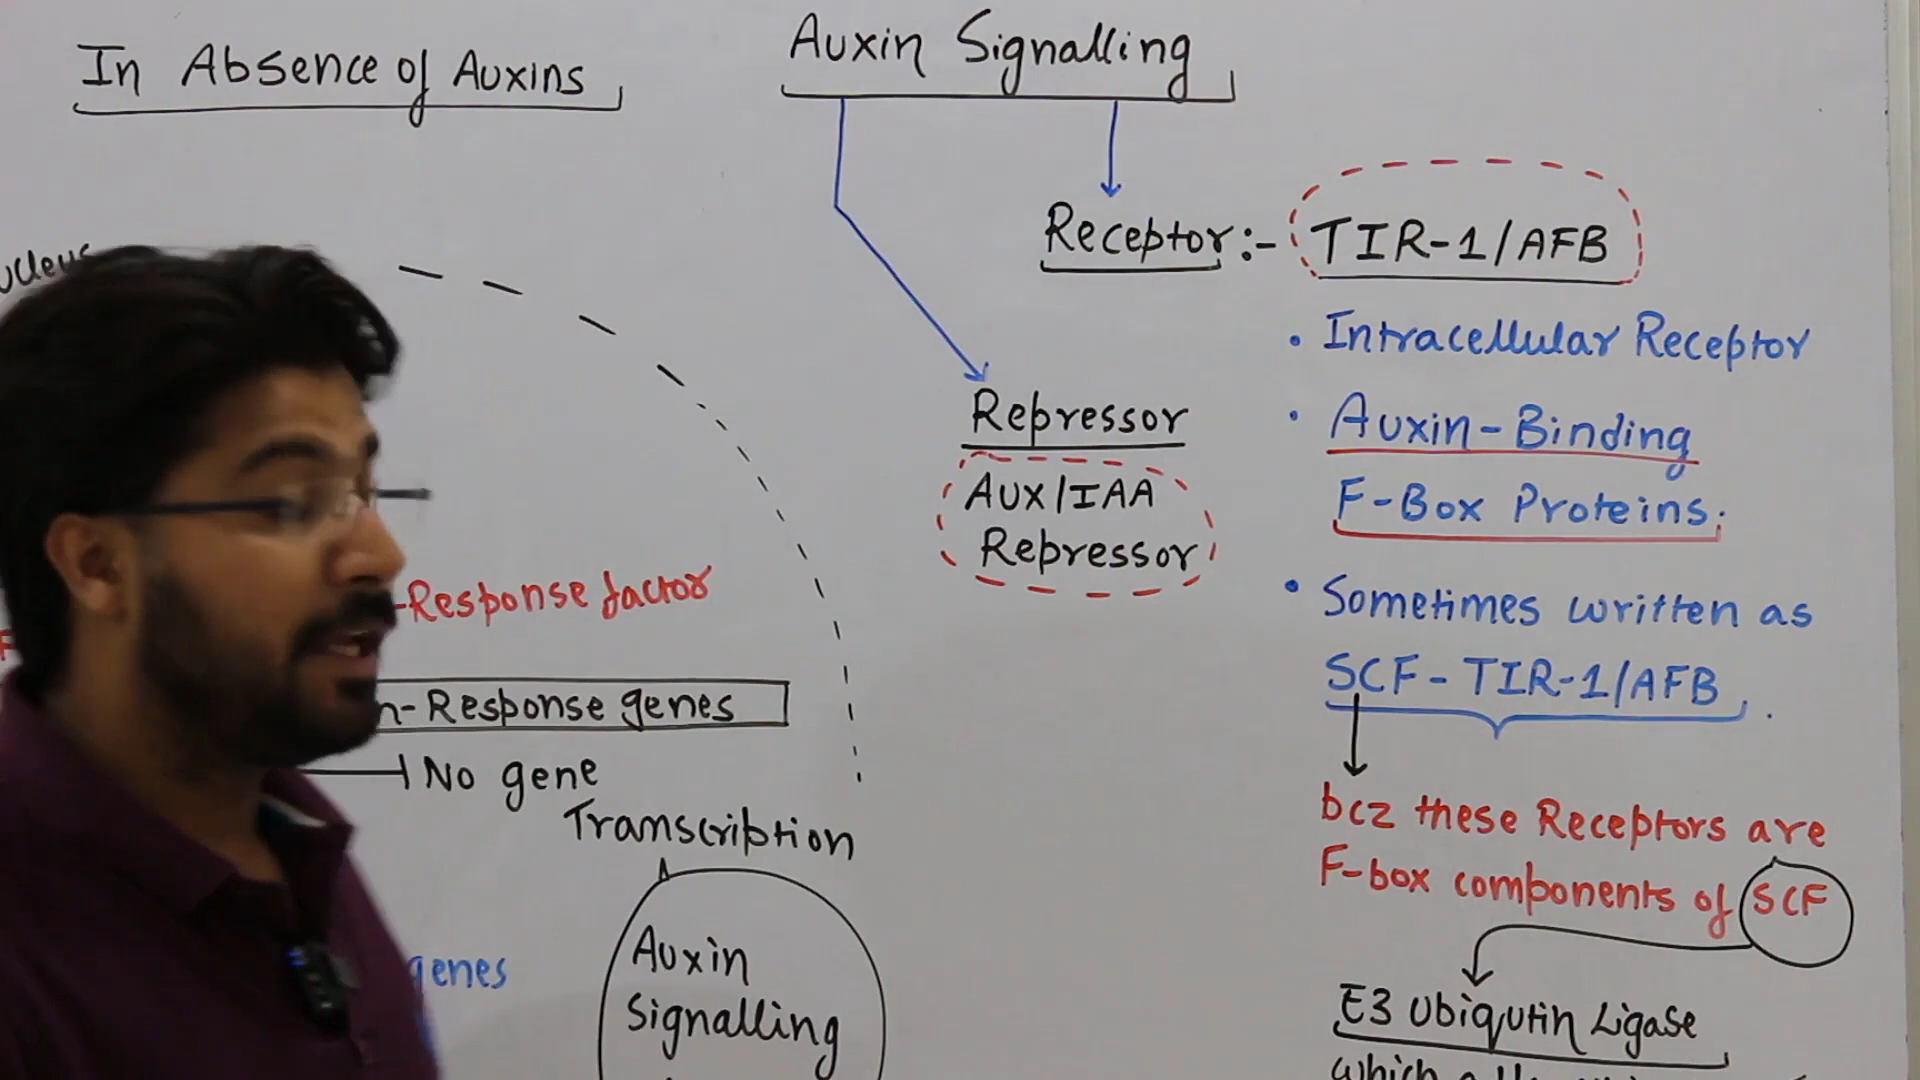 In Absence of Auxins
-Response factor
- Response genes
No gene
Transcription
genes
Auxin
Signalling
Auxin Signalling
Receptor:- TIR-1/AFB
Repressor
AUX/IAA
Repressor
• Intracellular Receptor
• Auxin-Binding
F-Box Proteins.
• Sometimes written as
SCF-TIR-1/AFB.
bcz these Receptors are
F-box components of SCF
E3 Ubiqutin Ligase
which